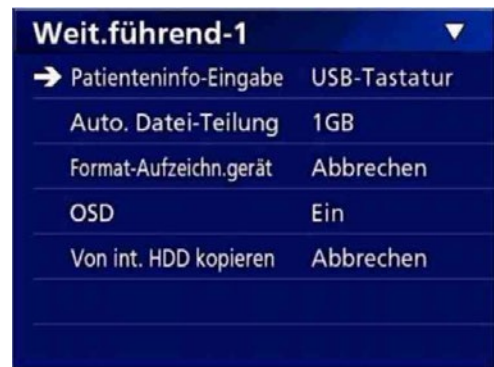 Weit.führend-1 ▼
➔ Patienteninfo-Eingabe USB-Tastatur
Auto. Datei-Teilung 1GB
Format-Aufzeichn.gerät Abbrechen
OSD Ein
Von int. HDD kopieren Abbrechen